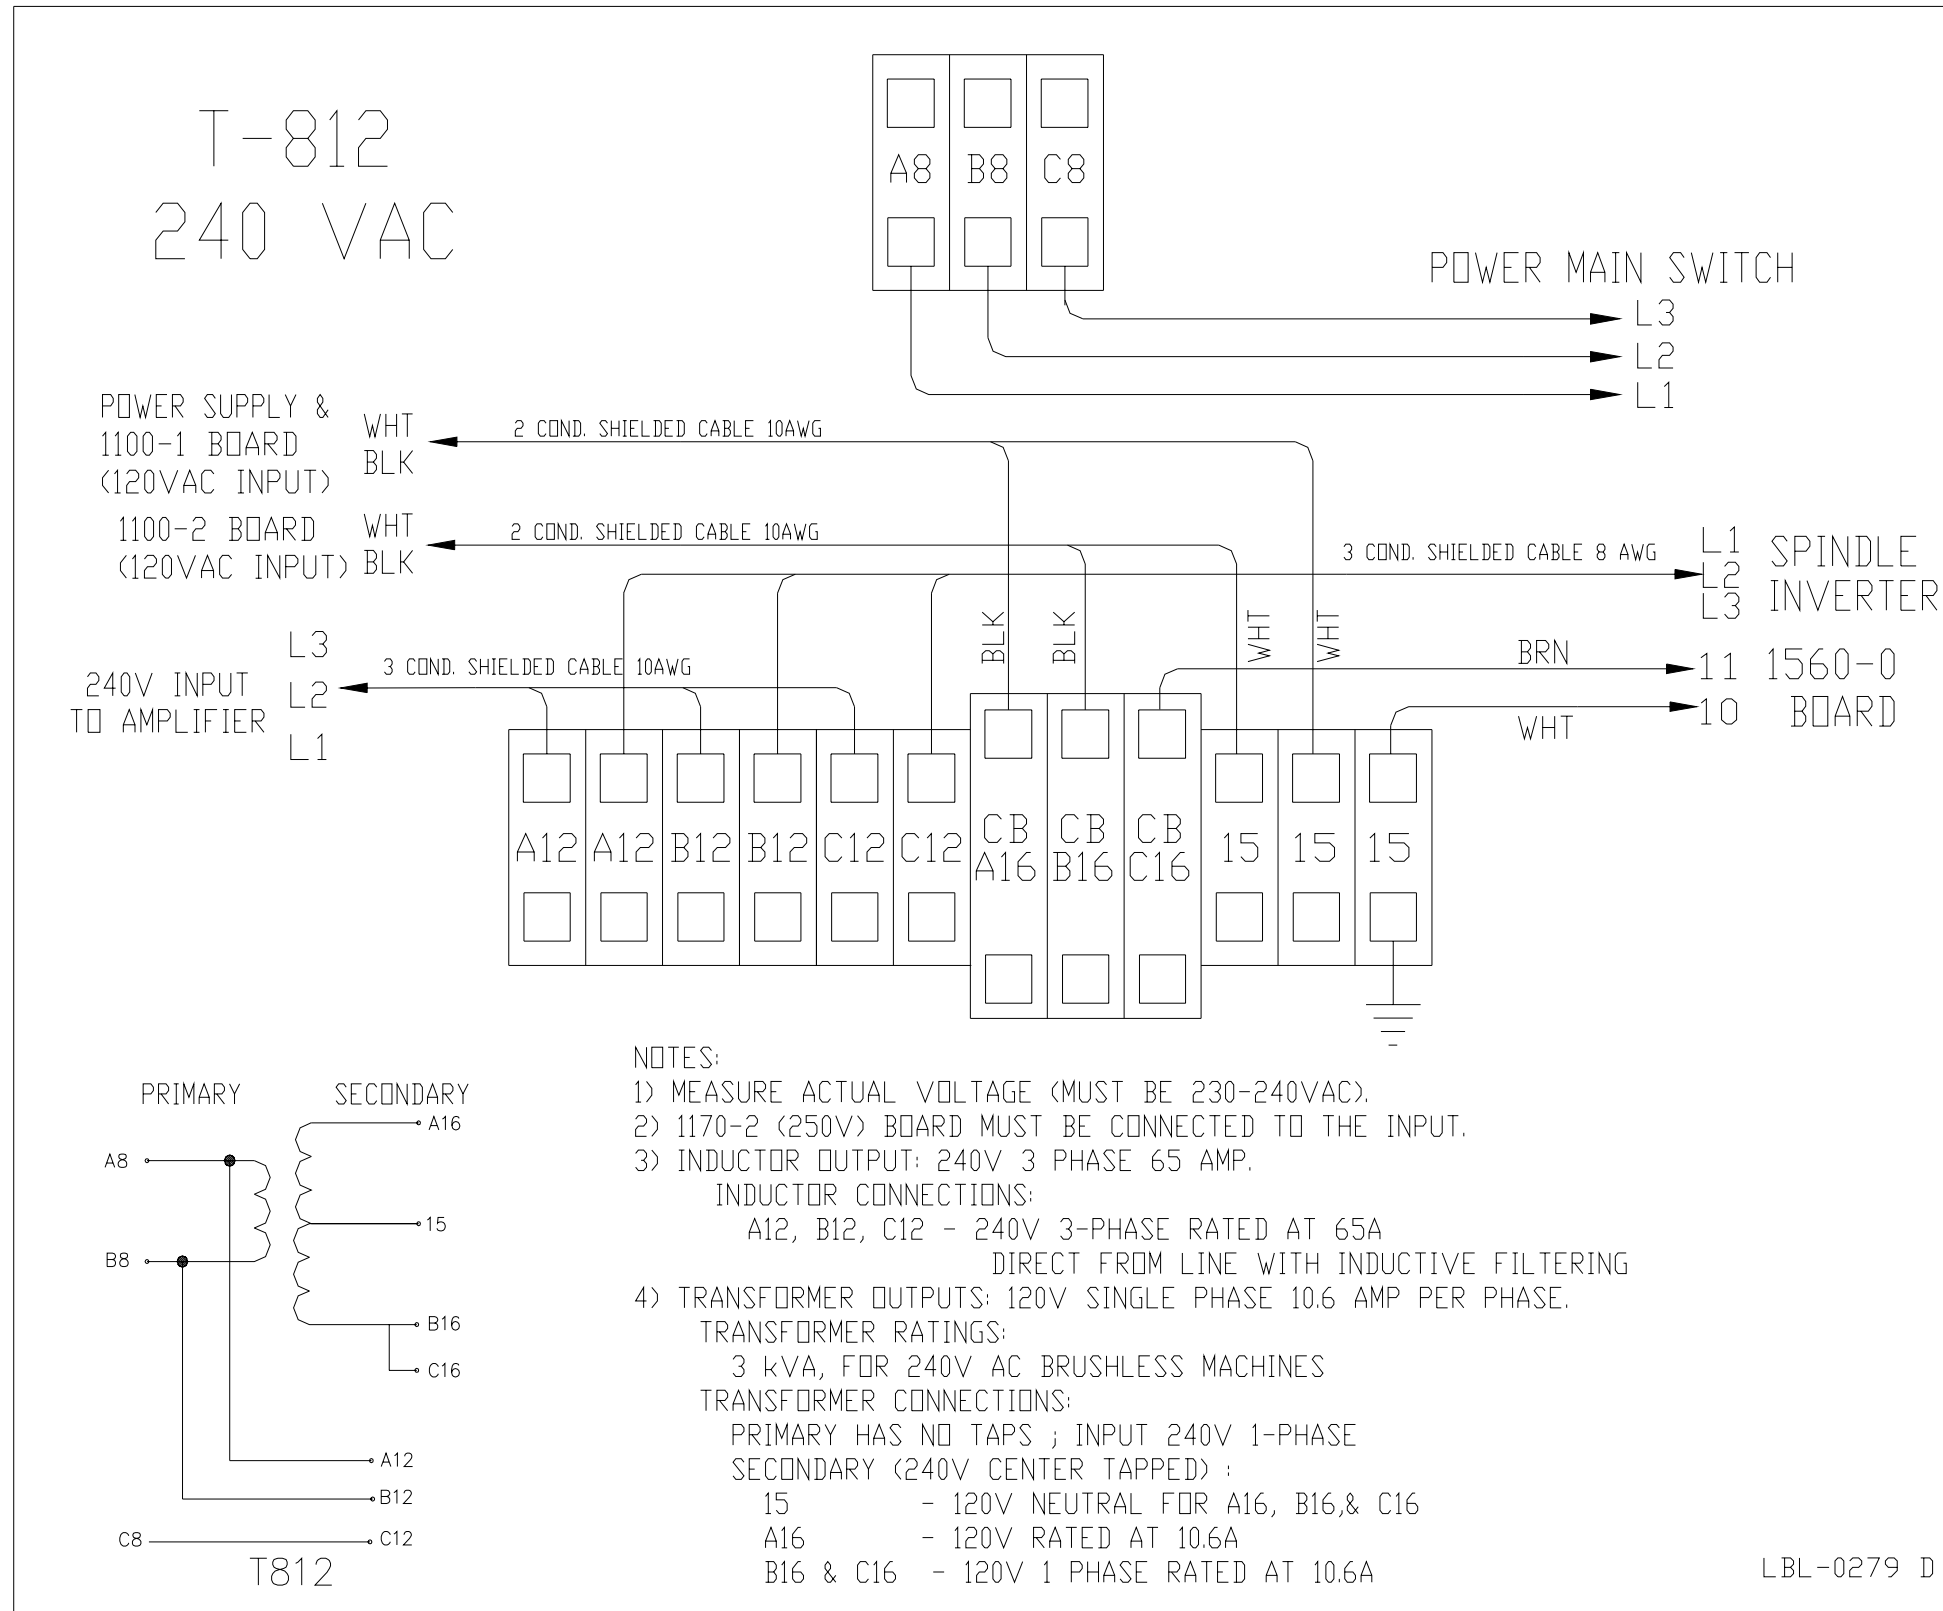 T-812
240 VAC
A8 B8 C8
POWER MAIN SWITCH
L3
L2
L1
POWER SUPPLY &
1100-1 BOARD
(120VAC INPUT)
WHT
BLK
2 COND. SHIELDED CABLE 10AWG
1100-2 BOARD
(120VAC INPUT)
WHT
BLK
2 COND. SHIELDED CABLE 10AWG
3 COND. SHIELDED CABLE 8 AWG
L1
L2
L3
SPINDLE
INVERTER
BLK
BLK
WHT
WHT
240V INPUT
TO AMPLIFIER
L3
L2
L1
3 COND. SHIELDED CABLE 10AWG
BRN
11
10
1560-0
BOARD
WHT
A12 A12 B12 B12 C12 C12
CB
A16
CB
B16
CB
C16
15 15 15
PRIMARY SECONDARY
A16
A8
15
B8
B16
C16
A12
B12
C8
C12
T812
NOTES:
1) MEASURE ACTUAL VOLTAGE (MUST BE 230-240VAC).
2) 1170-2 (250V) BOARD MUST BE CONNECTED TO THE INPUT.
3) INDUCTOR OUTPUT: 240V 3 PHASE 65 AMP.
INDUCTOR CONNECTIONS:
A12, B12, C12 - 240V 3-PHASE RATED AT 65A
DIRECT FROM LINE WITH INDUCTIVE FILTERING
4) TRANSFORMER OUTPUTS: 120V SINGLE PHASE 10.6 AMP PER PHASE.
TRANSFORMER RATINGS:
3 kVA, FOR 240V AC BRUSHLESS MACHINES
TRANSFORMER CONNECTIONS:
PRIMARY HAS NO TAPS ; INPUT 240V 1-PHASE
SECONDARY (240V CENTER TAPPED) :
15 - 120V NEUTRAL FOR A16, B16,& C16
A16 - 120V RATED AT 10.6A
B16 & C16 - 120V 1 PHASE RATED AT 10.6A
LBL-0279 D